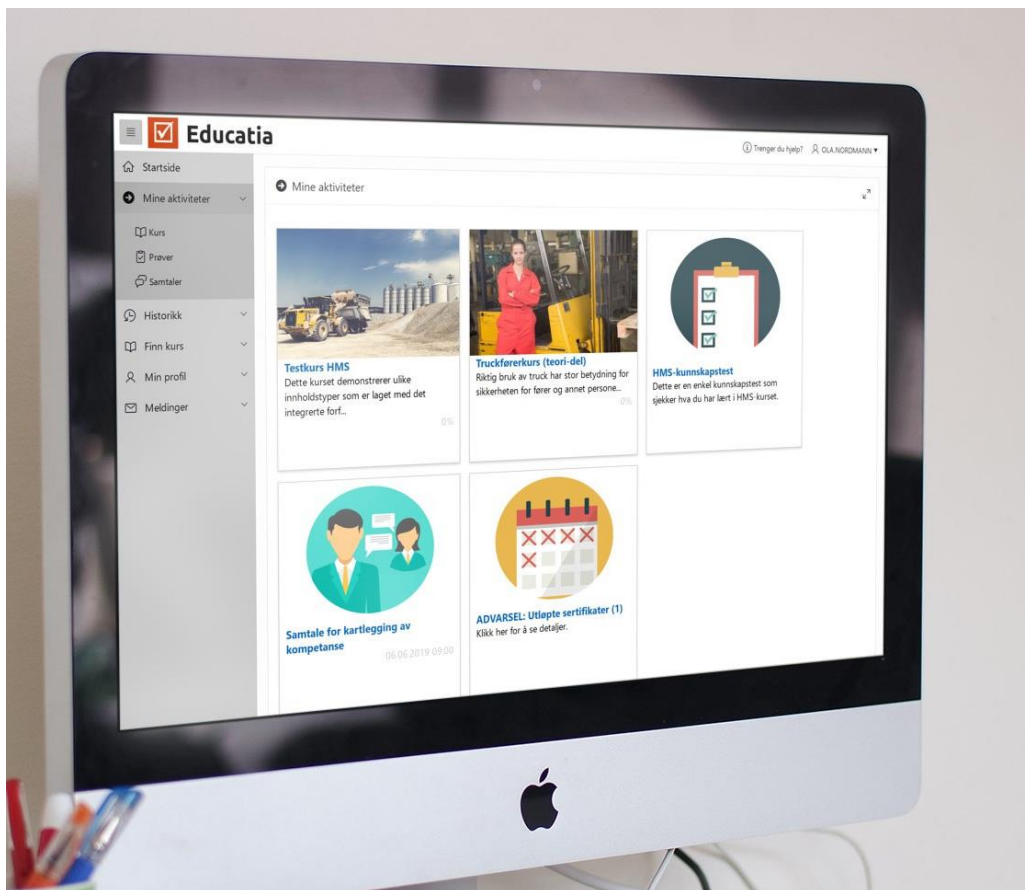 Educatia
Trenger du hjelp? OLA.NORDMANN
Startside
Mine aktiviteter
Kurs
Prøver
Samtaler
Historikk
Finn kurs
Min profil
Meldinger
Mine aktiviteter
Testkurs HMS
Dette kurset demonstrerer ulike
innholdstyper som er laget med det
integrerte forf...
0%
Truckførerkurs (teori-del)
Riktig bruk av truck har stor betydning for
sikkerheten for fører og annet persone...
0%
HMS-kunnskapstest
Dette er en enkel kunnskapstest som
sjekker hva du har lært i HMS-kurset.
Samtale for kartlegging av
kompetanse
06.06.2019 09:00
ADVARSEL: Utløpte sertifikater (1)
Klikk her for å se detaljer.